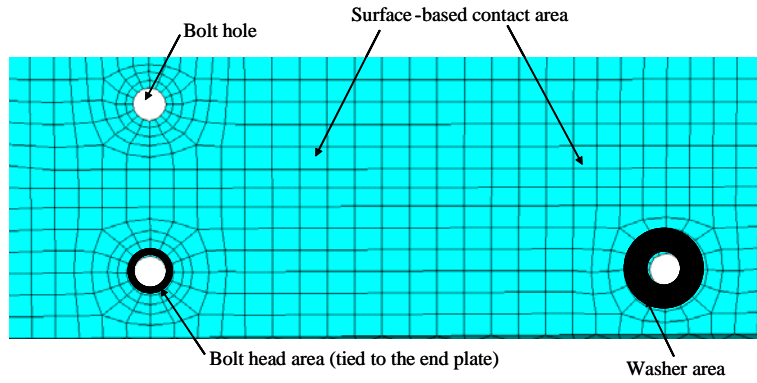 Surface-based contact area
Bolt hole
Bolt head area (tied to the end plate)
Washer area